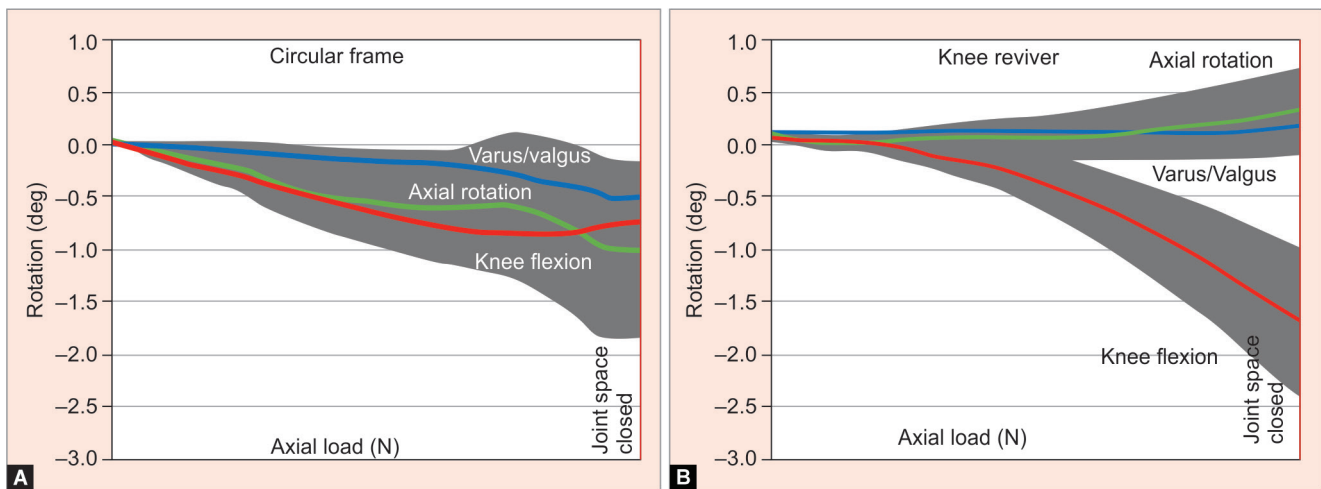 Circular frame
1.0
0.5
0.0
–0.5
–1.0
–1.5
–2.0
–2.5
–3.0
Rotation (deg)
Varus/valgus
Axial rotation
Knee flexion
Joint space
closed
Axial load (N)
A
Knee reviver
1.0
0.5
0.0
–0.5
–1.0
–1.5
–2.0
–2.5
–3.0
Rotation (deg)
Axial rotation
Varus/Valgus
Knee flexion
Joint space
closed
Axial load (N)
B